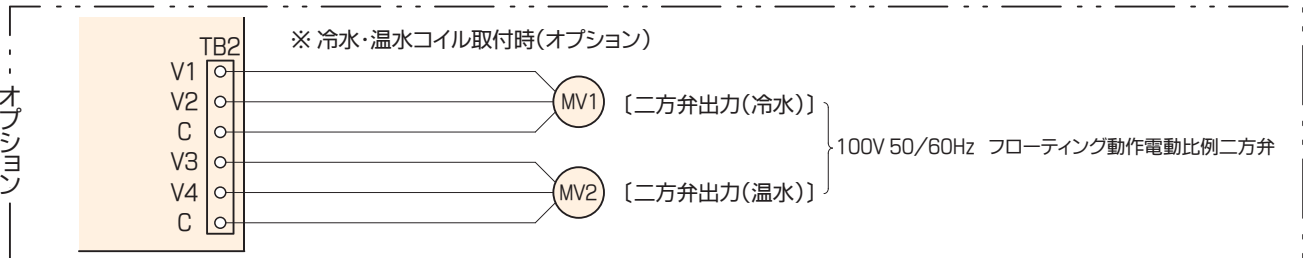 オプション
※ 冷水・温水コイル取付時(オプション)
TB2
V1
V2
C
V3
V4
C
MV1
〔二方弁出力(冷水)〕
MV2
〔二方弁出力(温水)〕
100V 50/60Hz フローティング動作電動比例二方弁